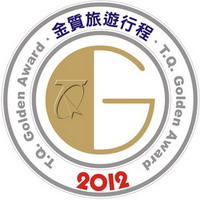 金質旅遊行程
T.Q. Golden Award
T.Q. Golden Award
2012